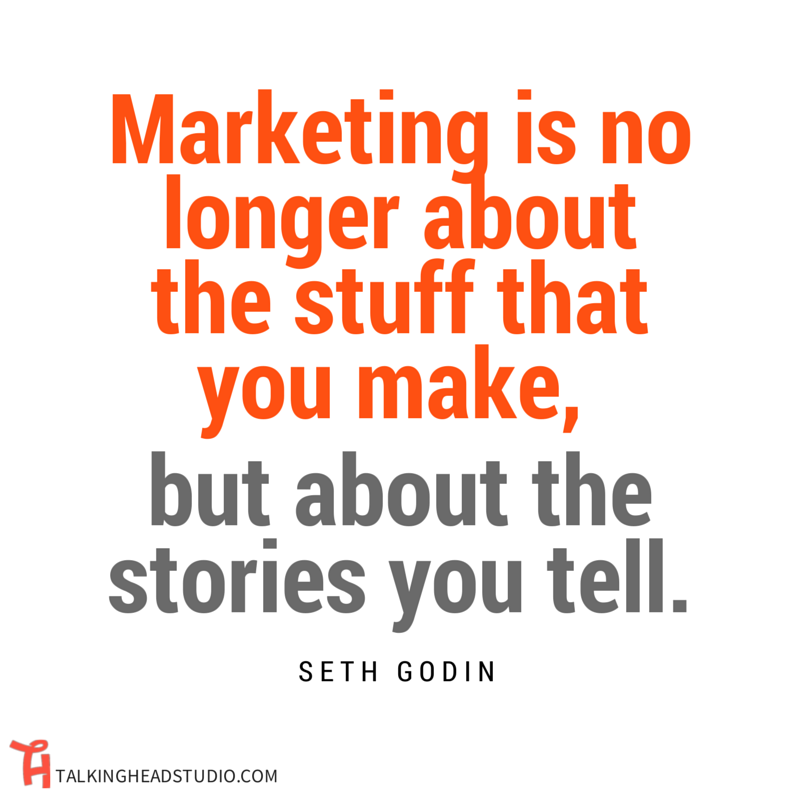 Marketing is no
longer about
the stuff that
you make,
but about the
stories you tell.
SETH GODIN
TALKINGHEADSTUDIO.COM